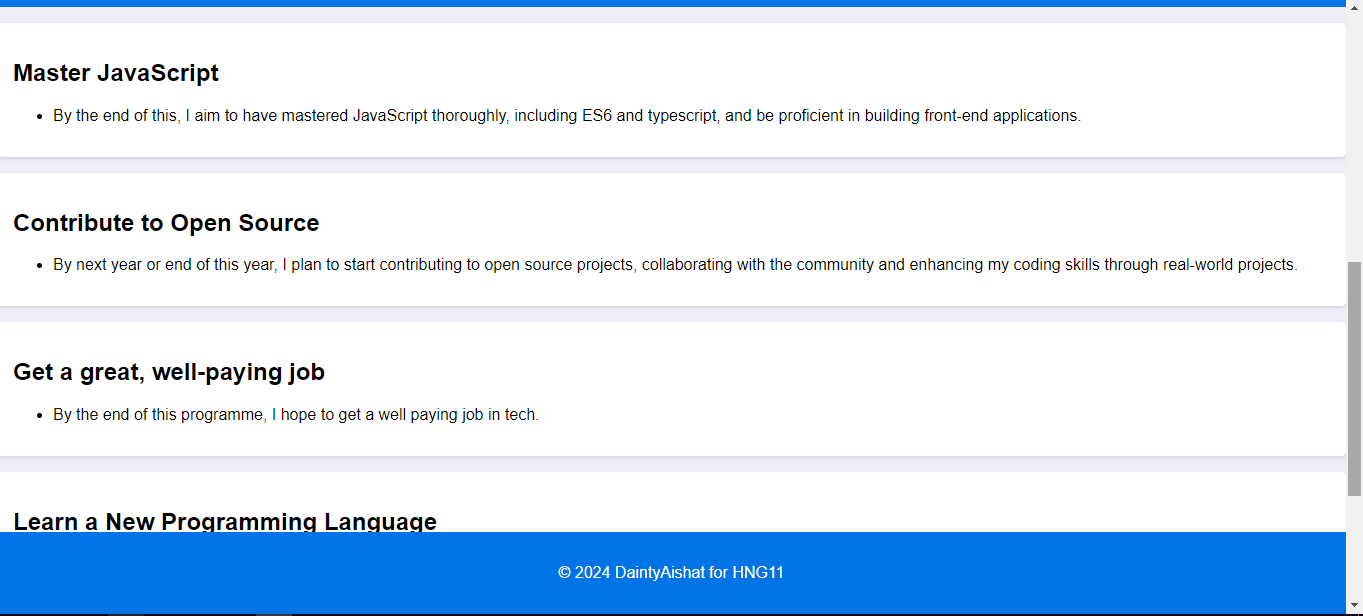 Master JavaScript
• By the end of this, I aim to have mastered JavaScript thoroughly, including ES6 and typescript, and be proficient in building front-end applications.
Contribute to Open Source
• By next year or end of this year, I plan to start contributing to open source projects, collaborating with the community and enhancing my coding skills through real-world projects.
Get a great, well-paying job
• By the end of this programme, I hope to get a well paying job in tech.
Learn a New Programming Language
© 2024 DaintyAishat for HNG11